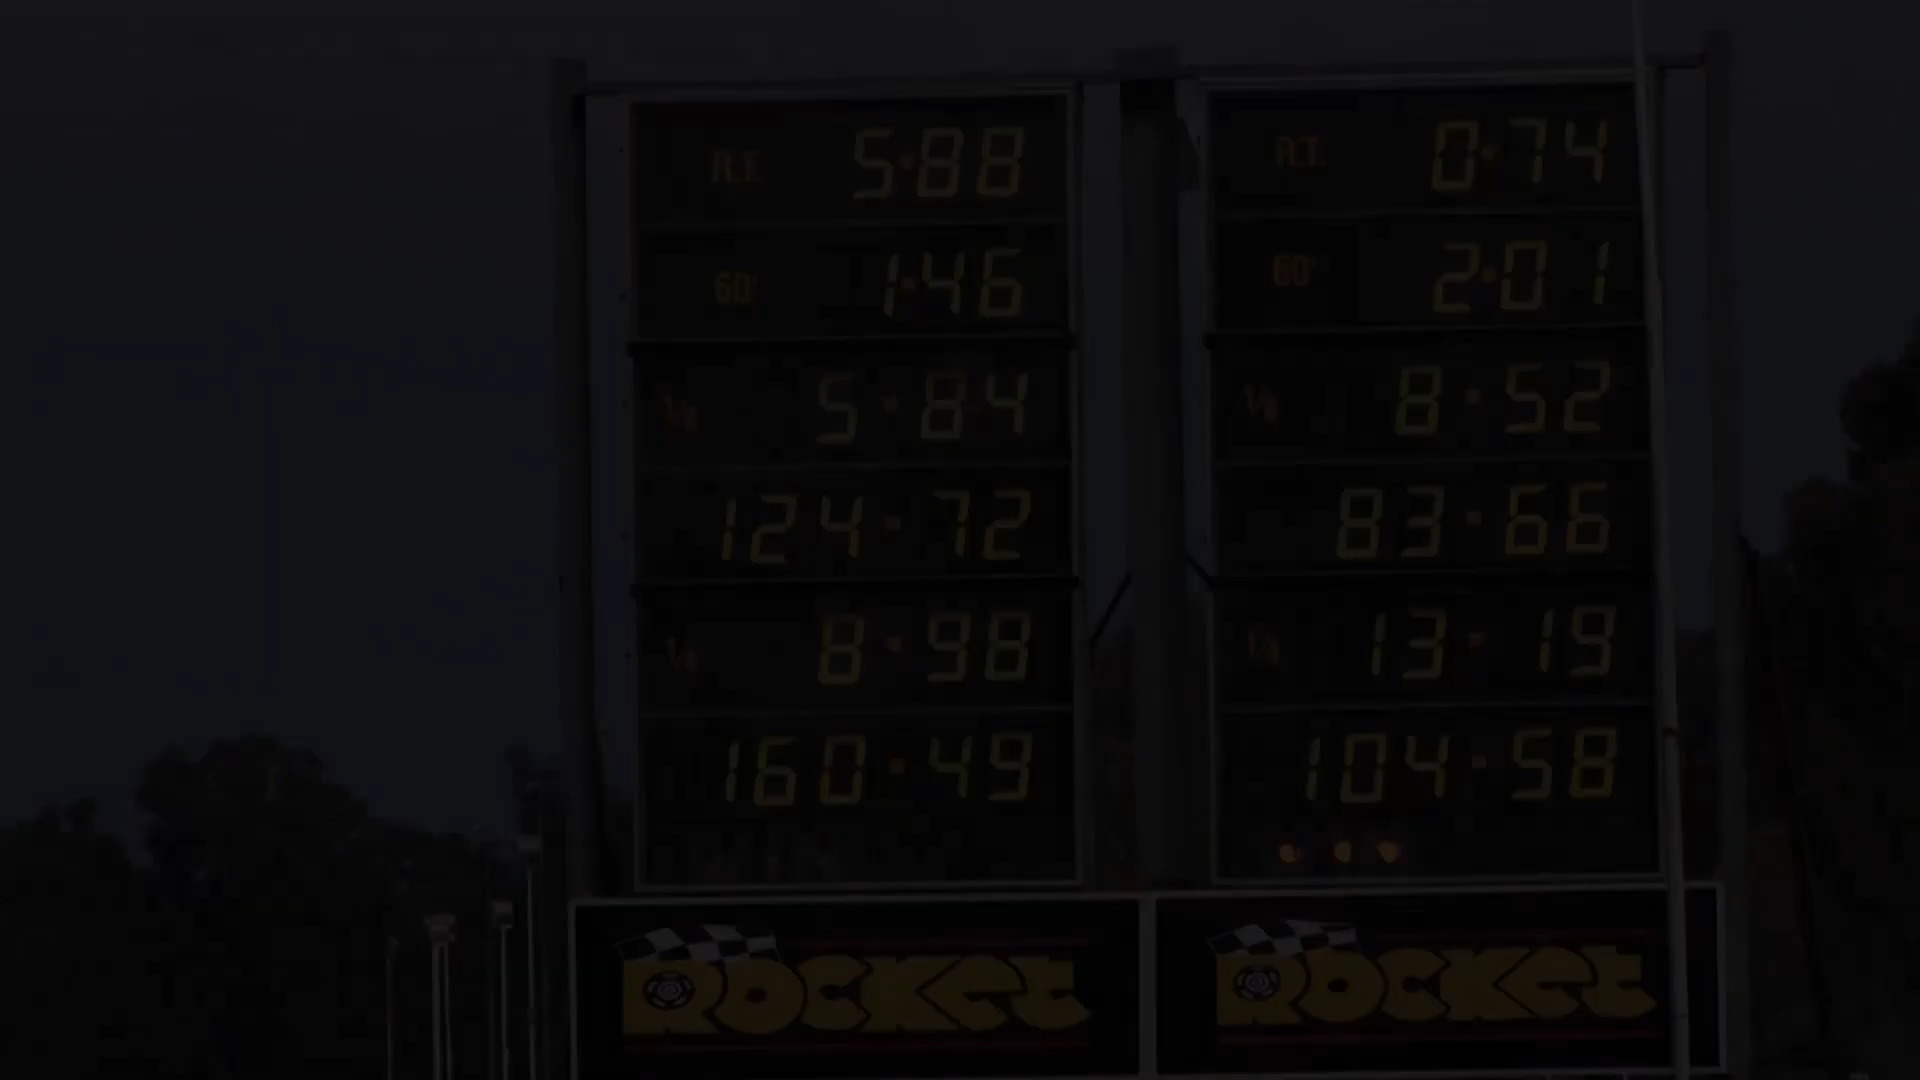 R.T. 5.88
60' 1.46
1/8 5.84
124.72
1/4 8.98
160.49
ROCKET
R.T. 0.74
60' 2.01
1/8 8.52
83.66
1/4 13.19
104.58
ROCKET